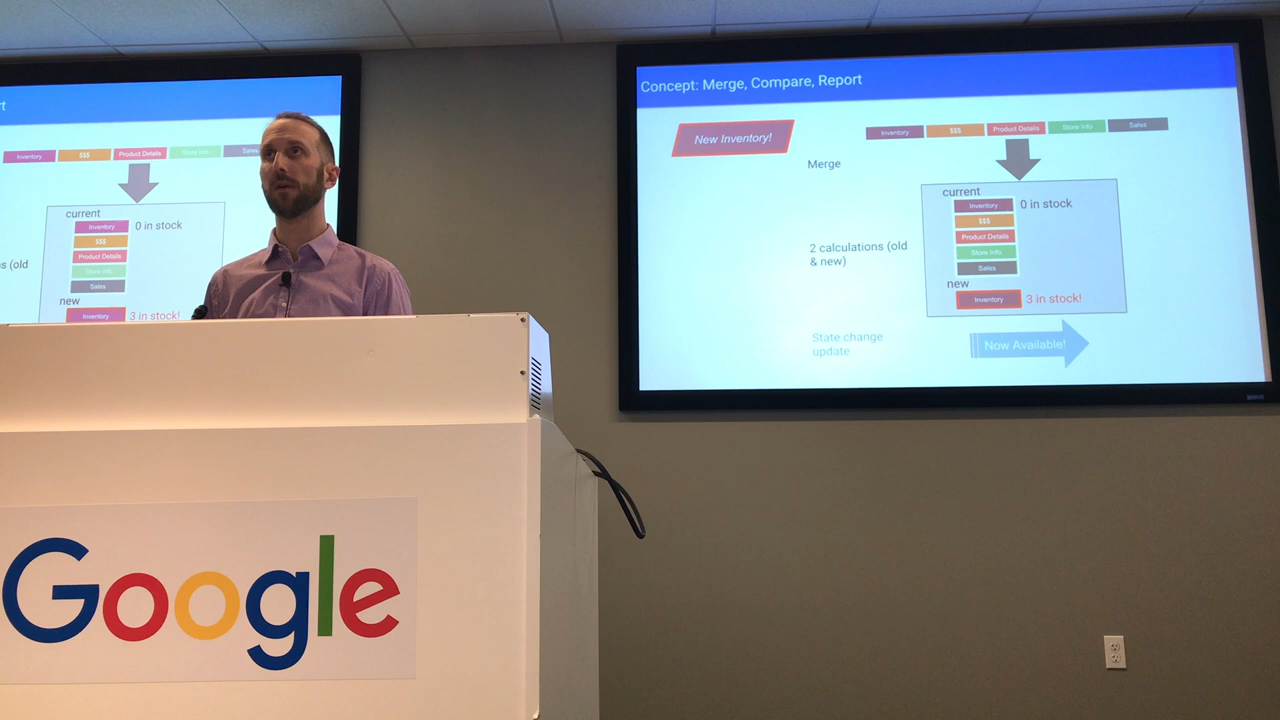 rt
Inventory
$$$
Product Details
Store Info
Sales
current
Inventory
0 in stock
$$$
Product Details
Store Info
Sales
s (old
new
Inventory
3 in stock!
Google
Concept: Merge, Compare, Report
New Inventory!
Inventory
$$$
Product Details
Store Info
Sales
Merge
current
Inventory
0 in stock
$$$
Product Details
Store Info
Sales
2 calculations (old
& new)
new
Inventory
3 in stock!
State change
update
Now Available!